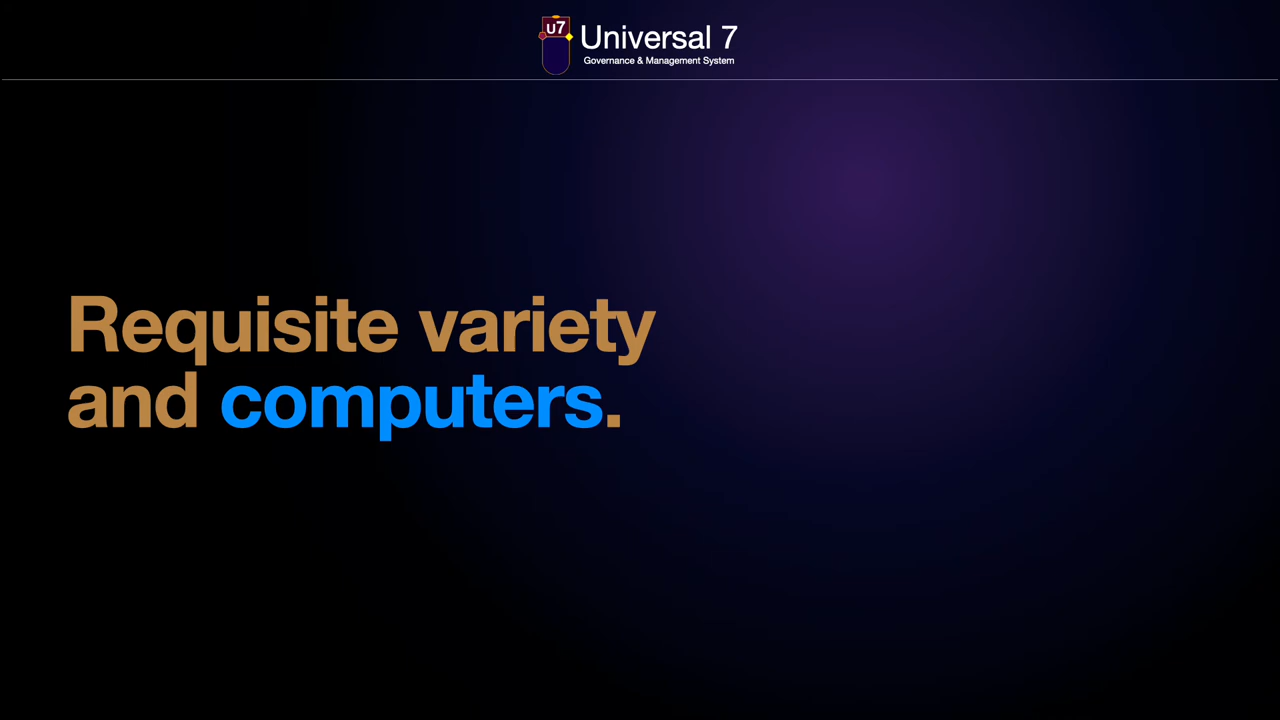 U7
Universal 7
Governance & Management System
Requisite variety
and computers.